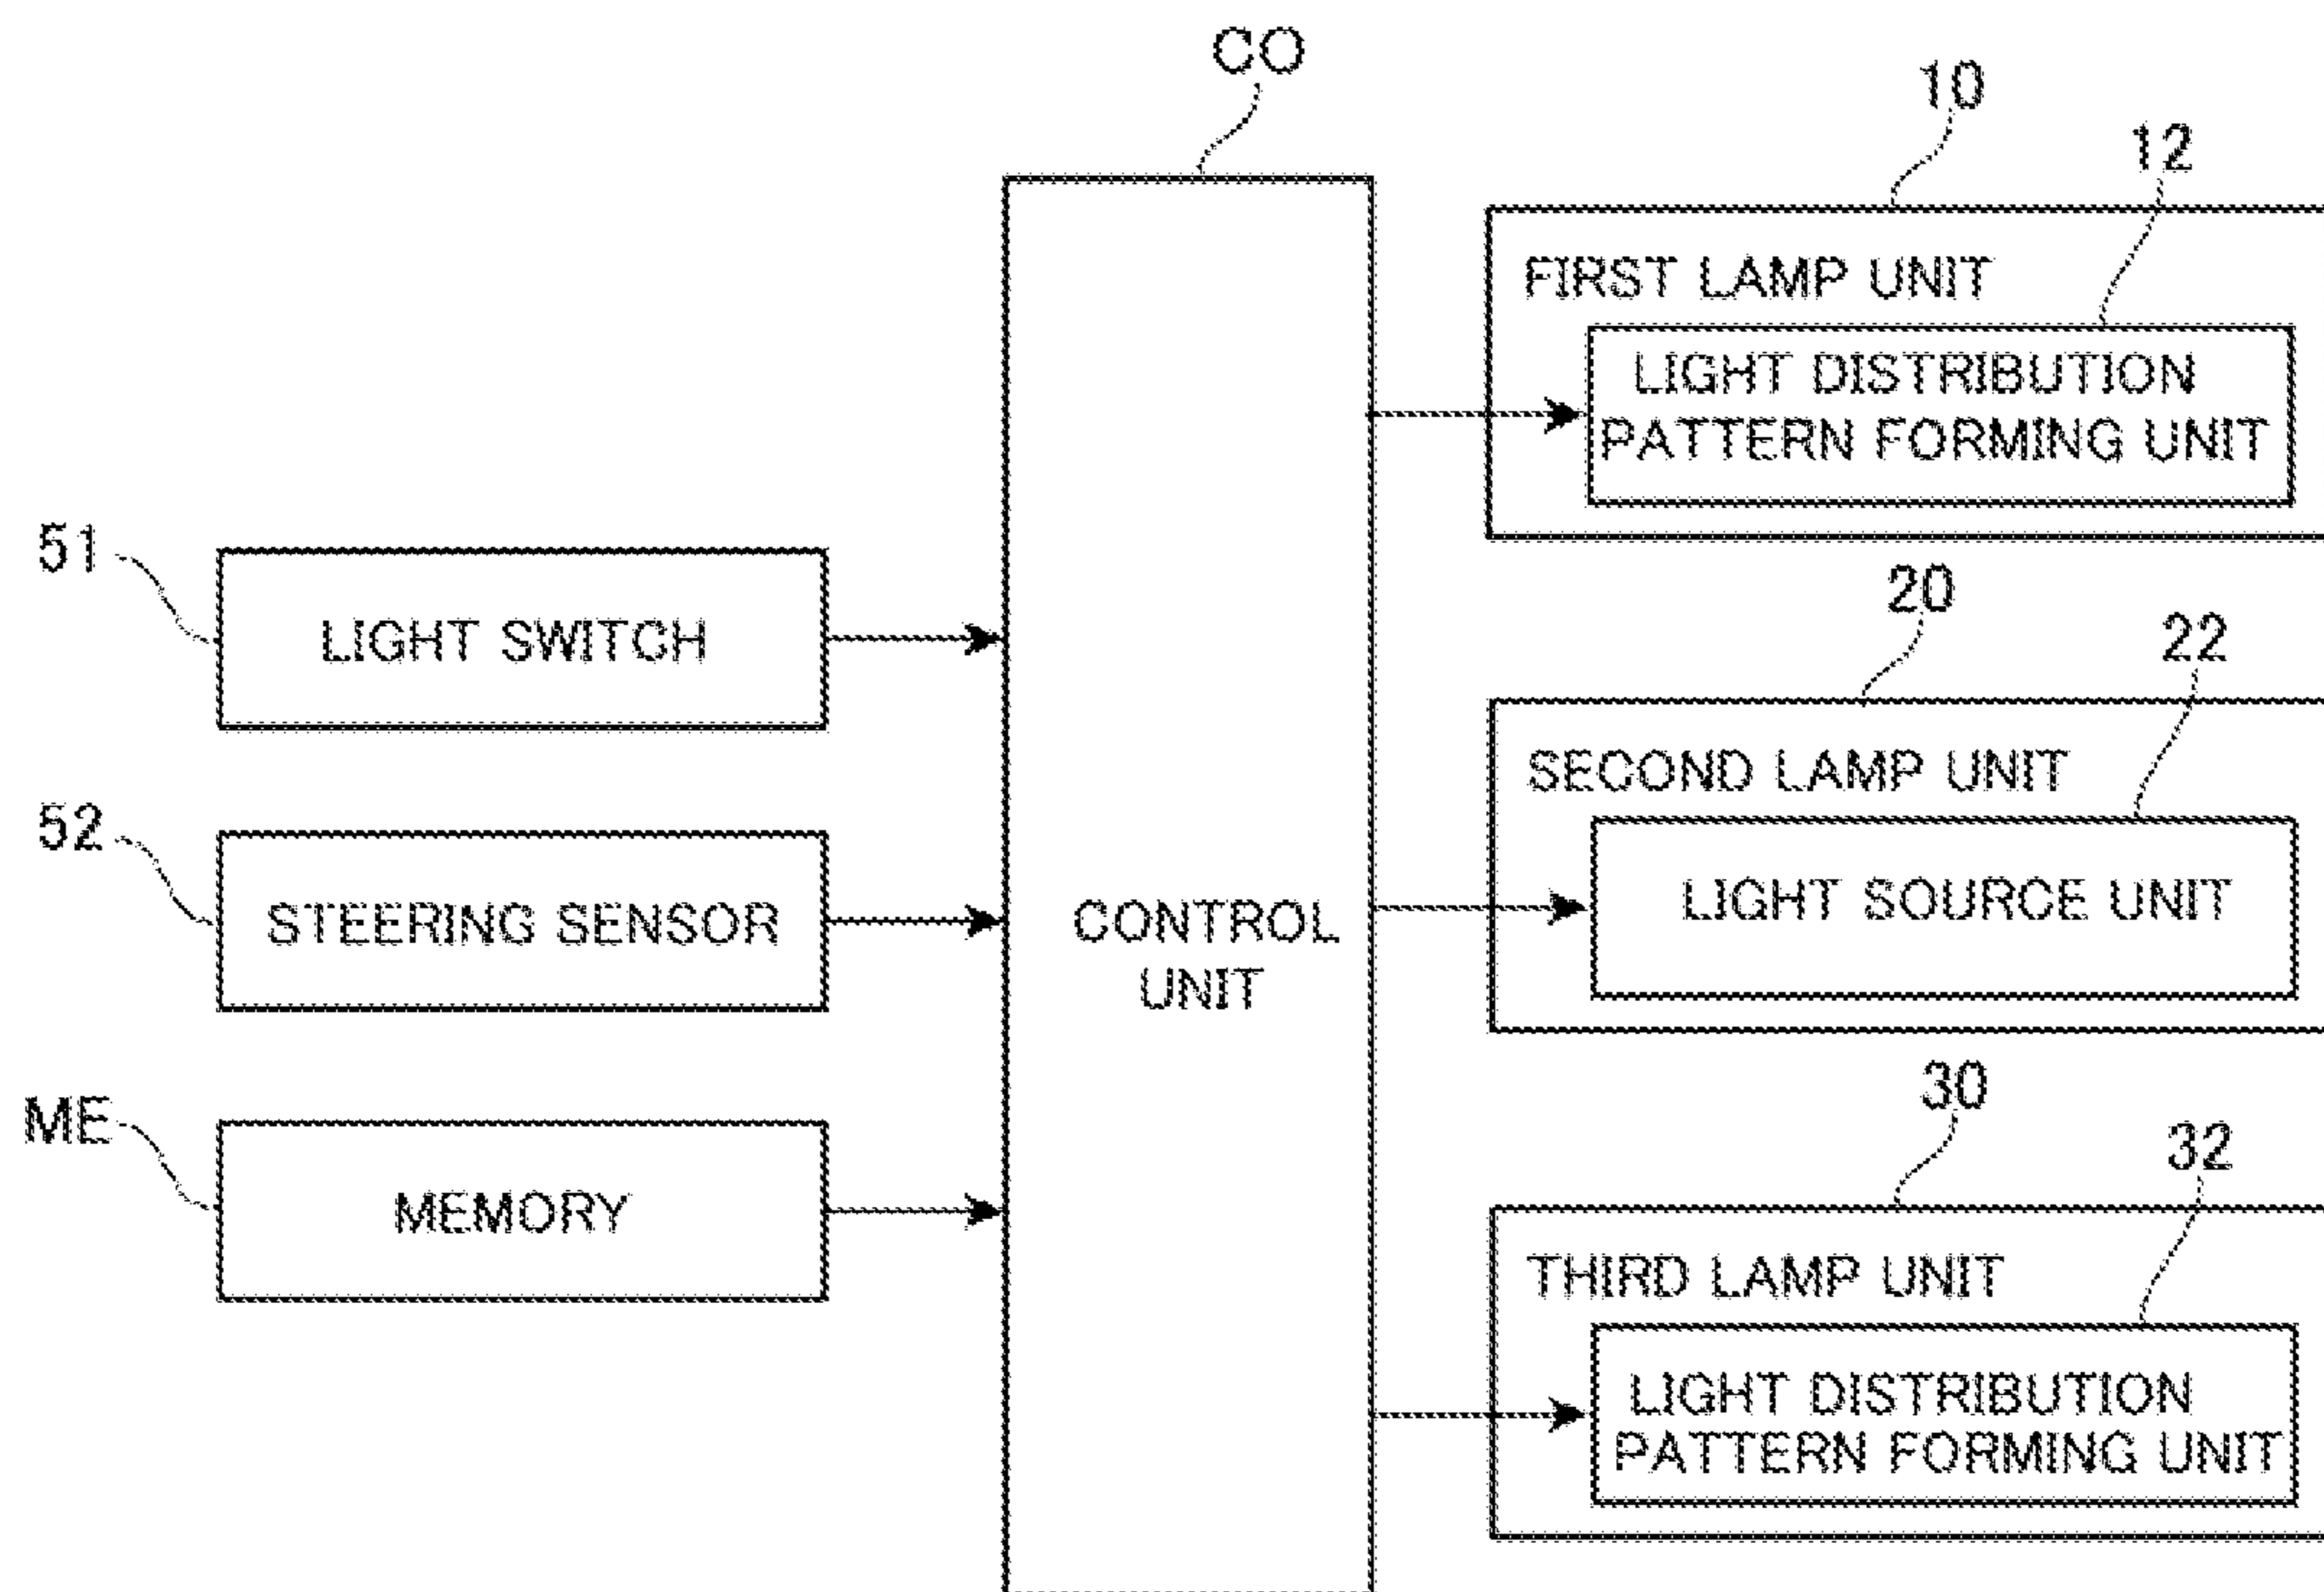 CO
10
12
FIRST LAMP UNIT
LIGHT DISTRIBUTION
PATTERN FORMING UNIT
51
LIGHT SWITCH
20
22
SECOND LAMP UNIT
LIGHT SOURCE UNIT
52
STEERING SENSOR
CONTROL
UNIT
ME
MEMORY
30
32
THIRD LAMP UNIT
LIGHT DISTRIBUTION
PATTERN FORMING UNIT